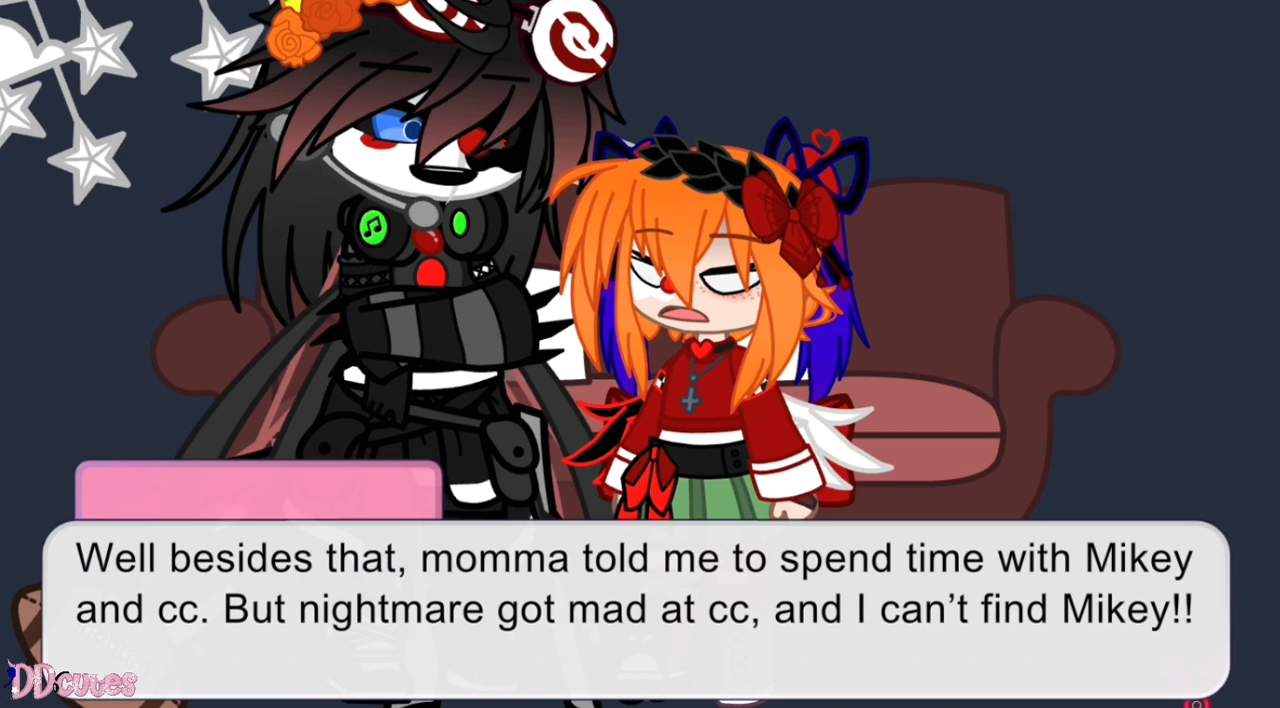 Well besides that, momma told me to spend time with Mikey
and cc. But nightmare got mad at cc, and I can’t find Mikey!!
DDcutes